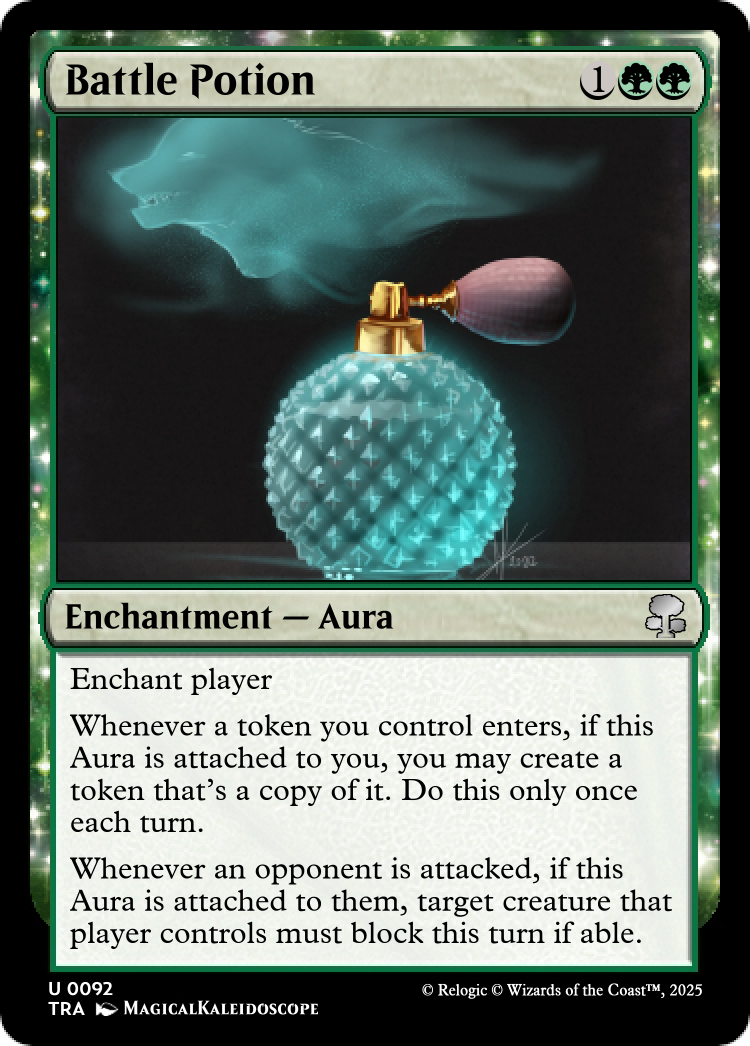 Battle Potion
1
Enchantment — Aura
Enchant player
Whenever a token you control enters, if this
Aura is attached to you, you may create a
token that's a copy of it. Do this only once
each turn.
Whenever an opponent is attacked, if this
Aura is attached to them, target creature that
player controls must block this turn if able.
U 0092
TRA MagicalKaleidoscope
© Relogic © Wizards of the Coast™, 2025